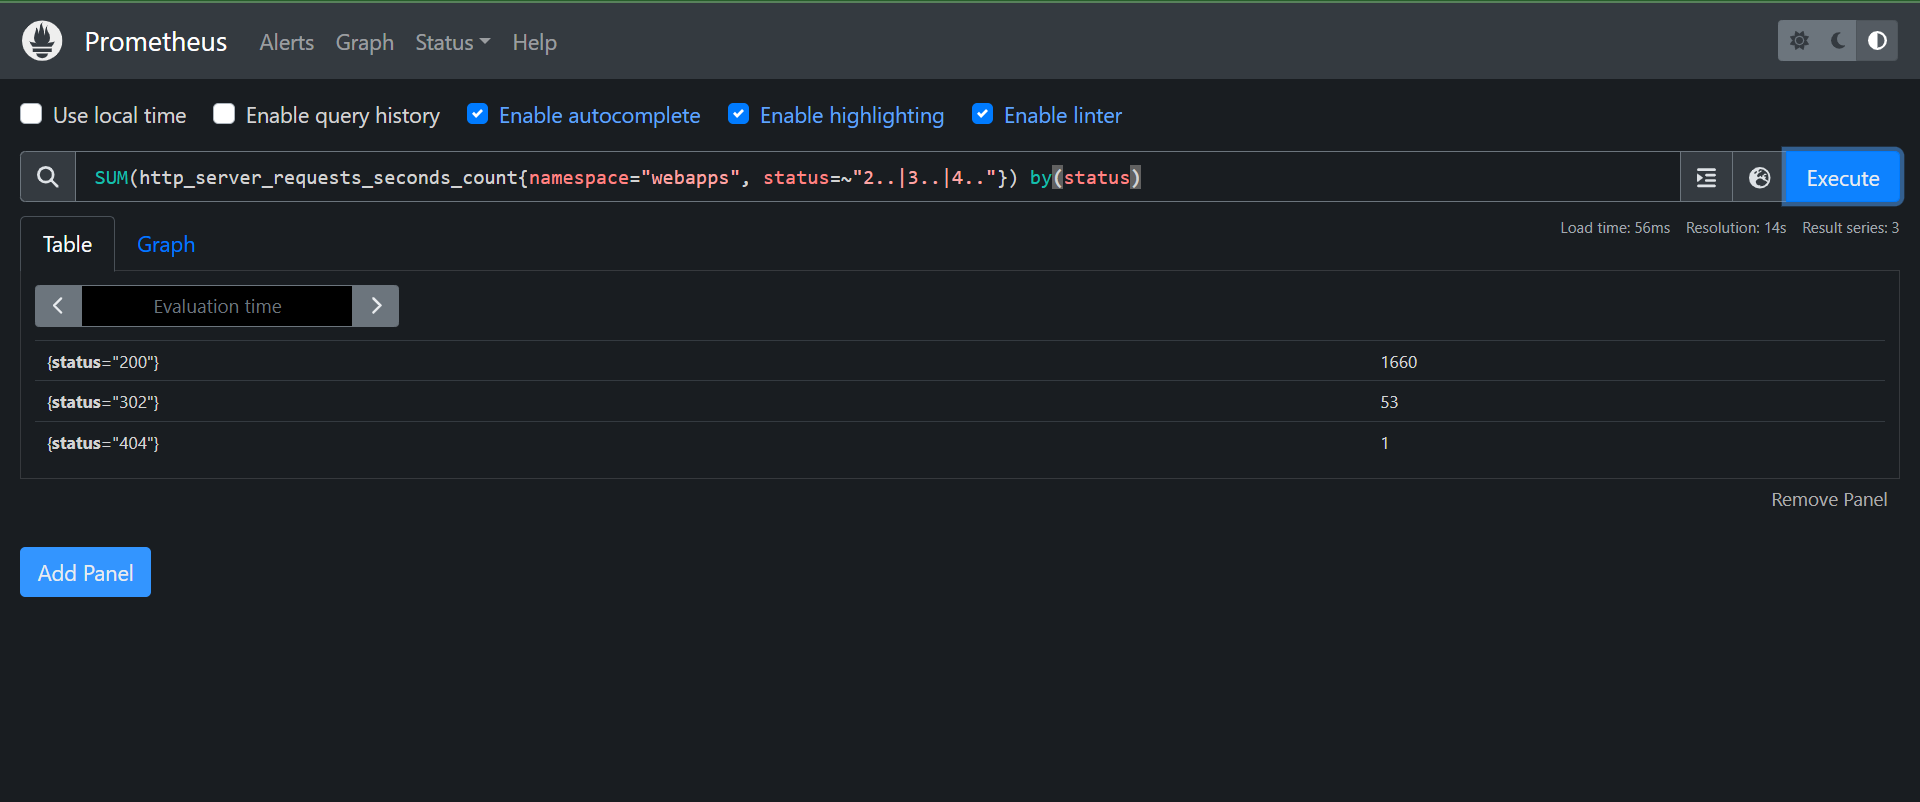 Prometheus Alerts Graph Status Help
Use local time Enable query history Enable autocomplete Enable highlighting Enable linter
SUM(http_server_requests_seconds_count{namespace="webapps", status=~"2..|3..|4.."}) by(status) Execute
Table Graph Load time: 56ms Resolution: 14s Result series: 3
Evaluation time
{status="200"} 1660
{status="302"} 53
{status="404"} 1
Remove Panel
Add Panel